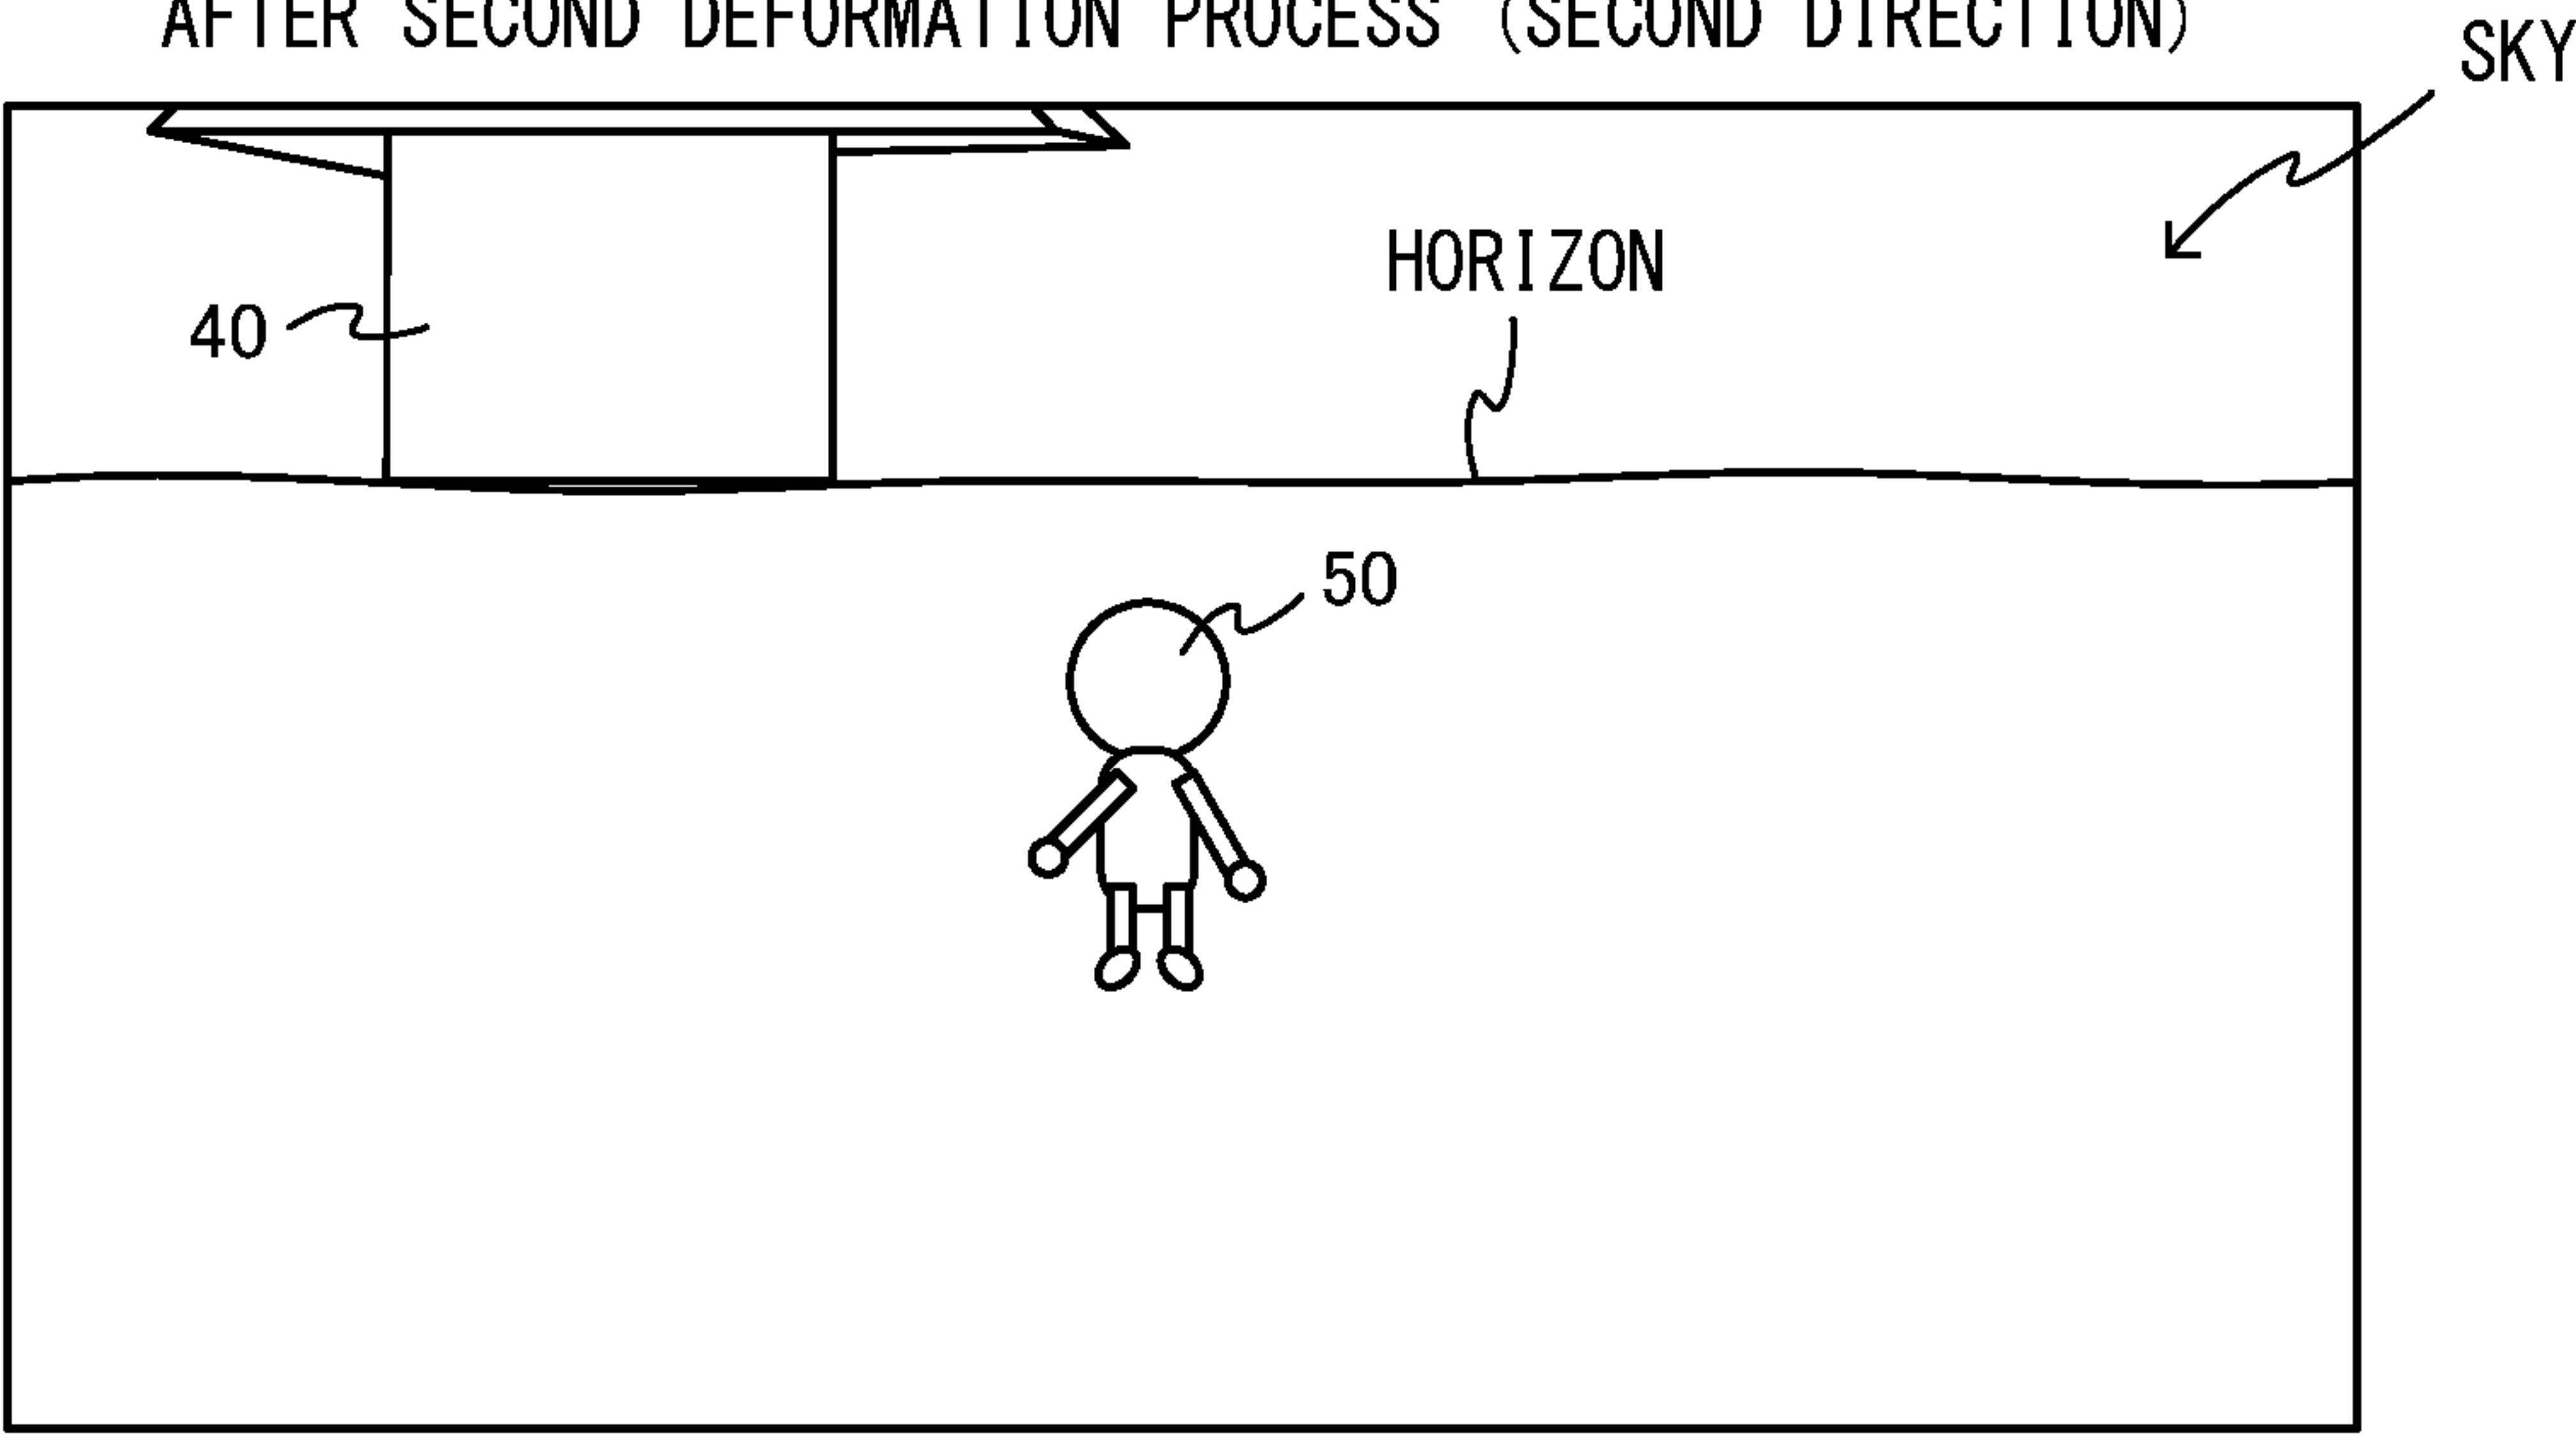 AFTER SECOND DEFORMATION PROCESS (SECOND DIRECTION)
SKY
HORIZON
40
50